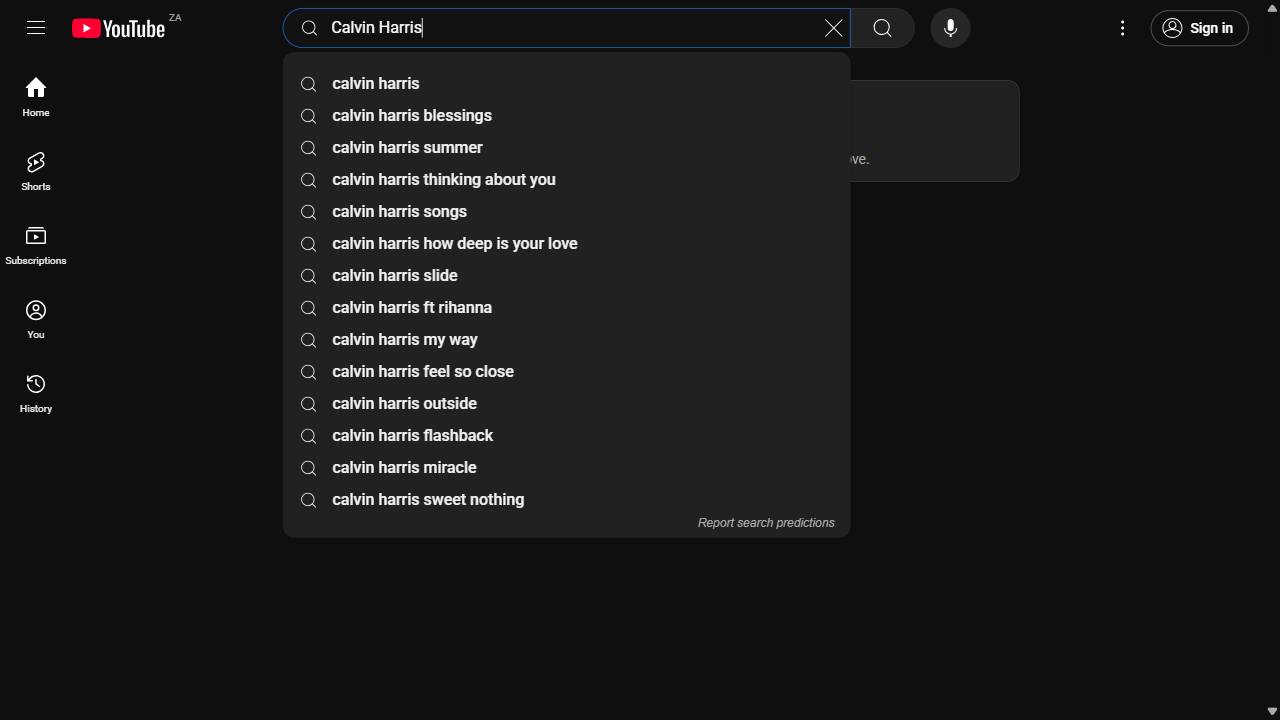 YouTube ZA
Calvin Harris
Sign in
Home
Shorts
Subscriptions
You
History
calvin harris
calvin harris blessings
calvin harris summer
calvin harris thinking about you
calvin harris songs
calvin harris how deep is your love
calvin harris slide
calvin harris ft rihanna
calvin harris my way
calvin harris feel so close
calvin harris outside
calvin harris flashback
calvin harris miracle
calvin harris sweet nothing
Report search predictions